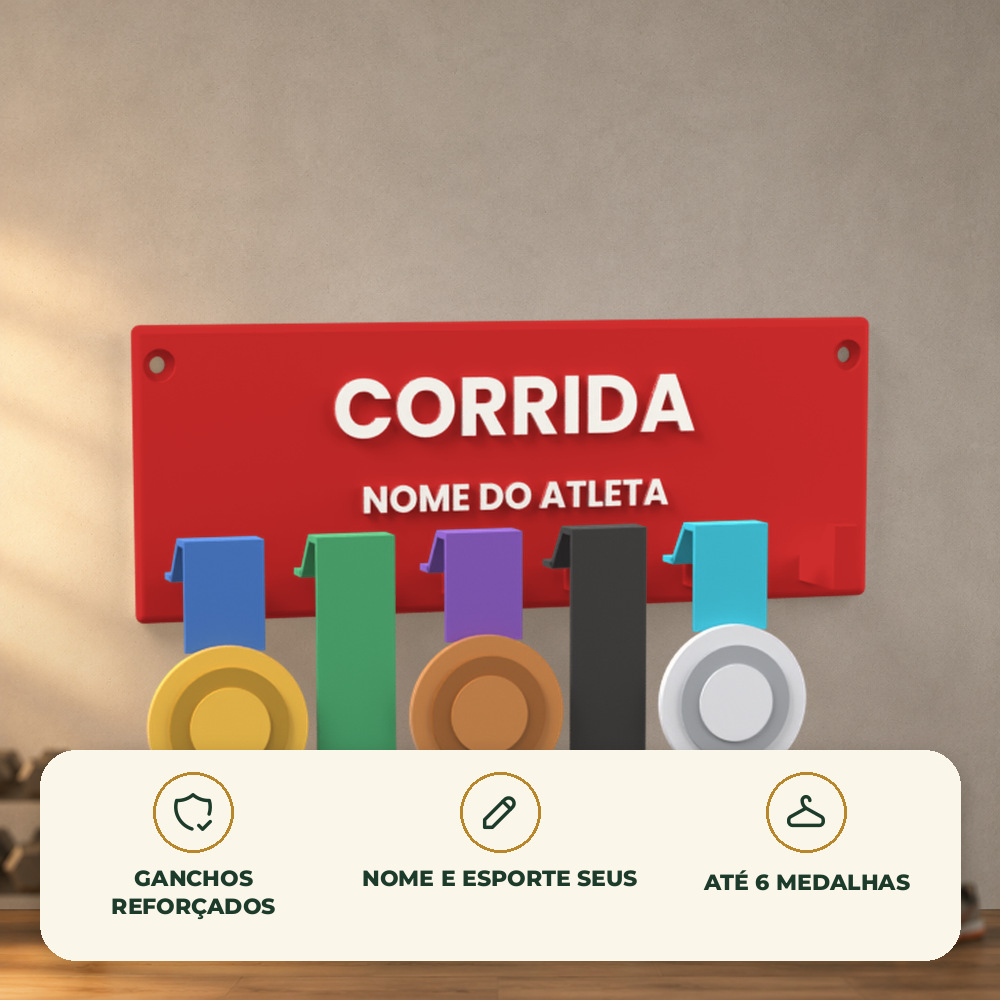 CORRIDA
NOME DO ATLETA
GANCHOS
REFORÇADOS
NOME E ESPORTE SEUS
ATÉ 6 MEDALHAS